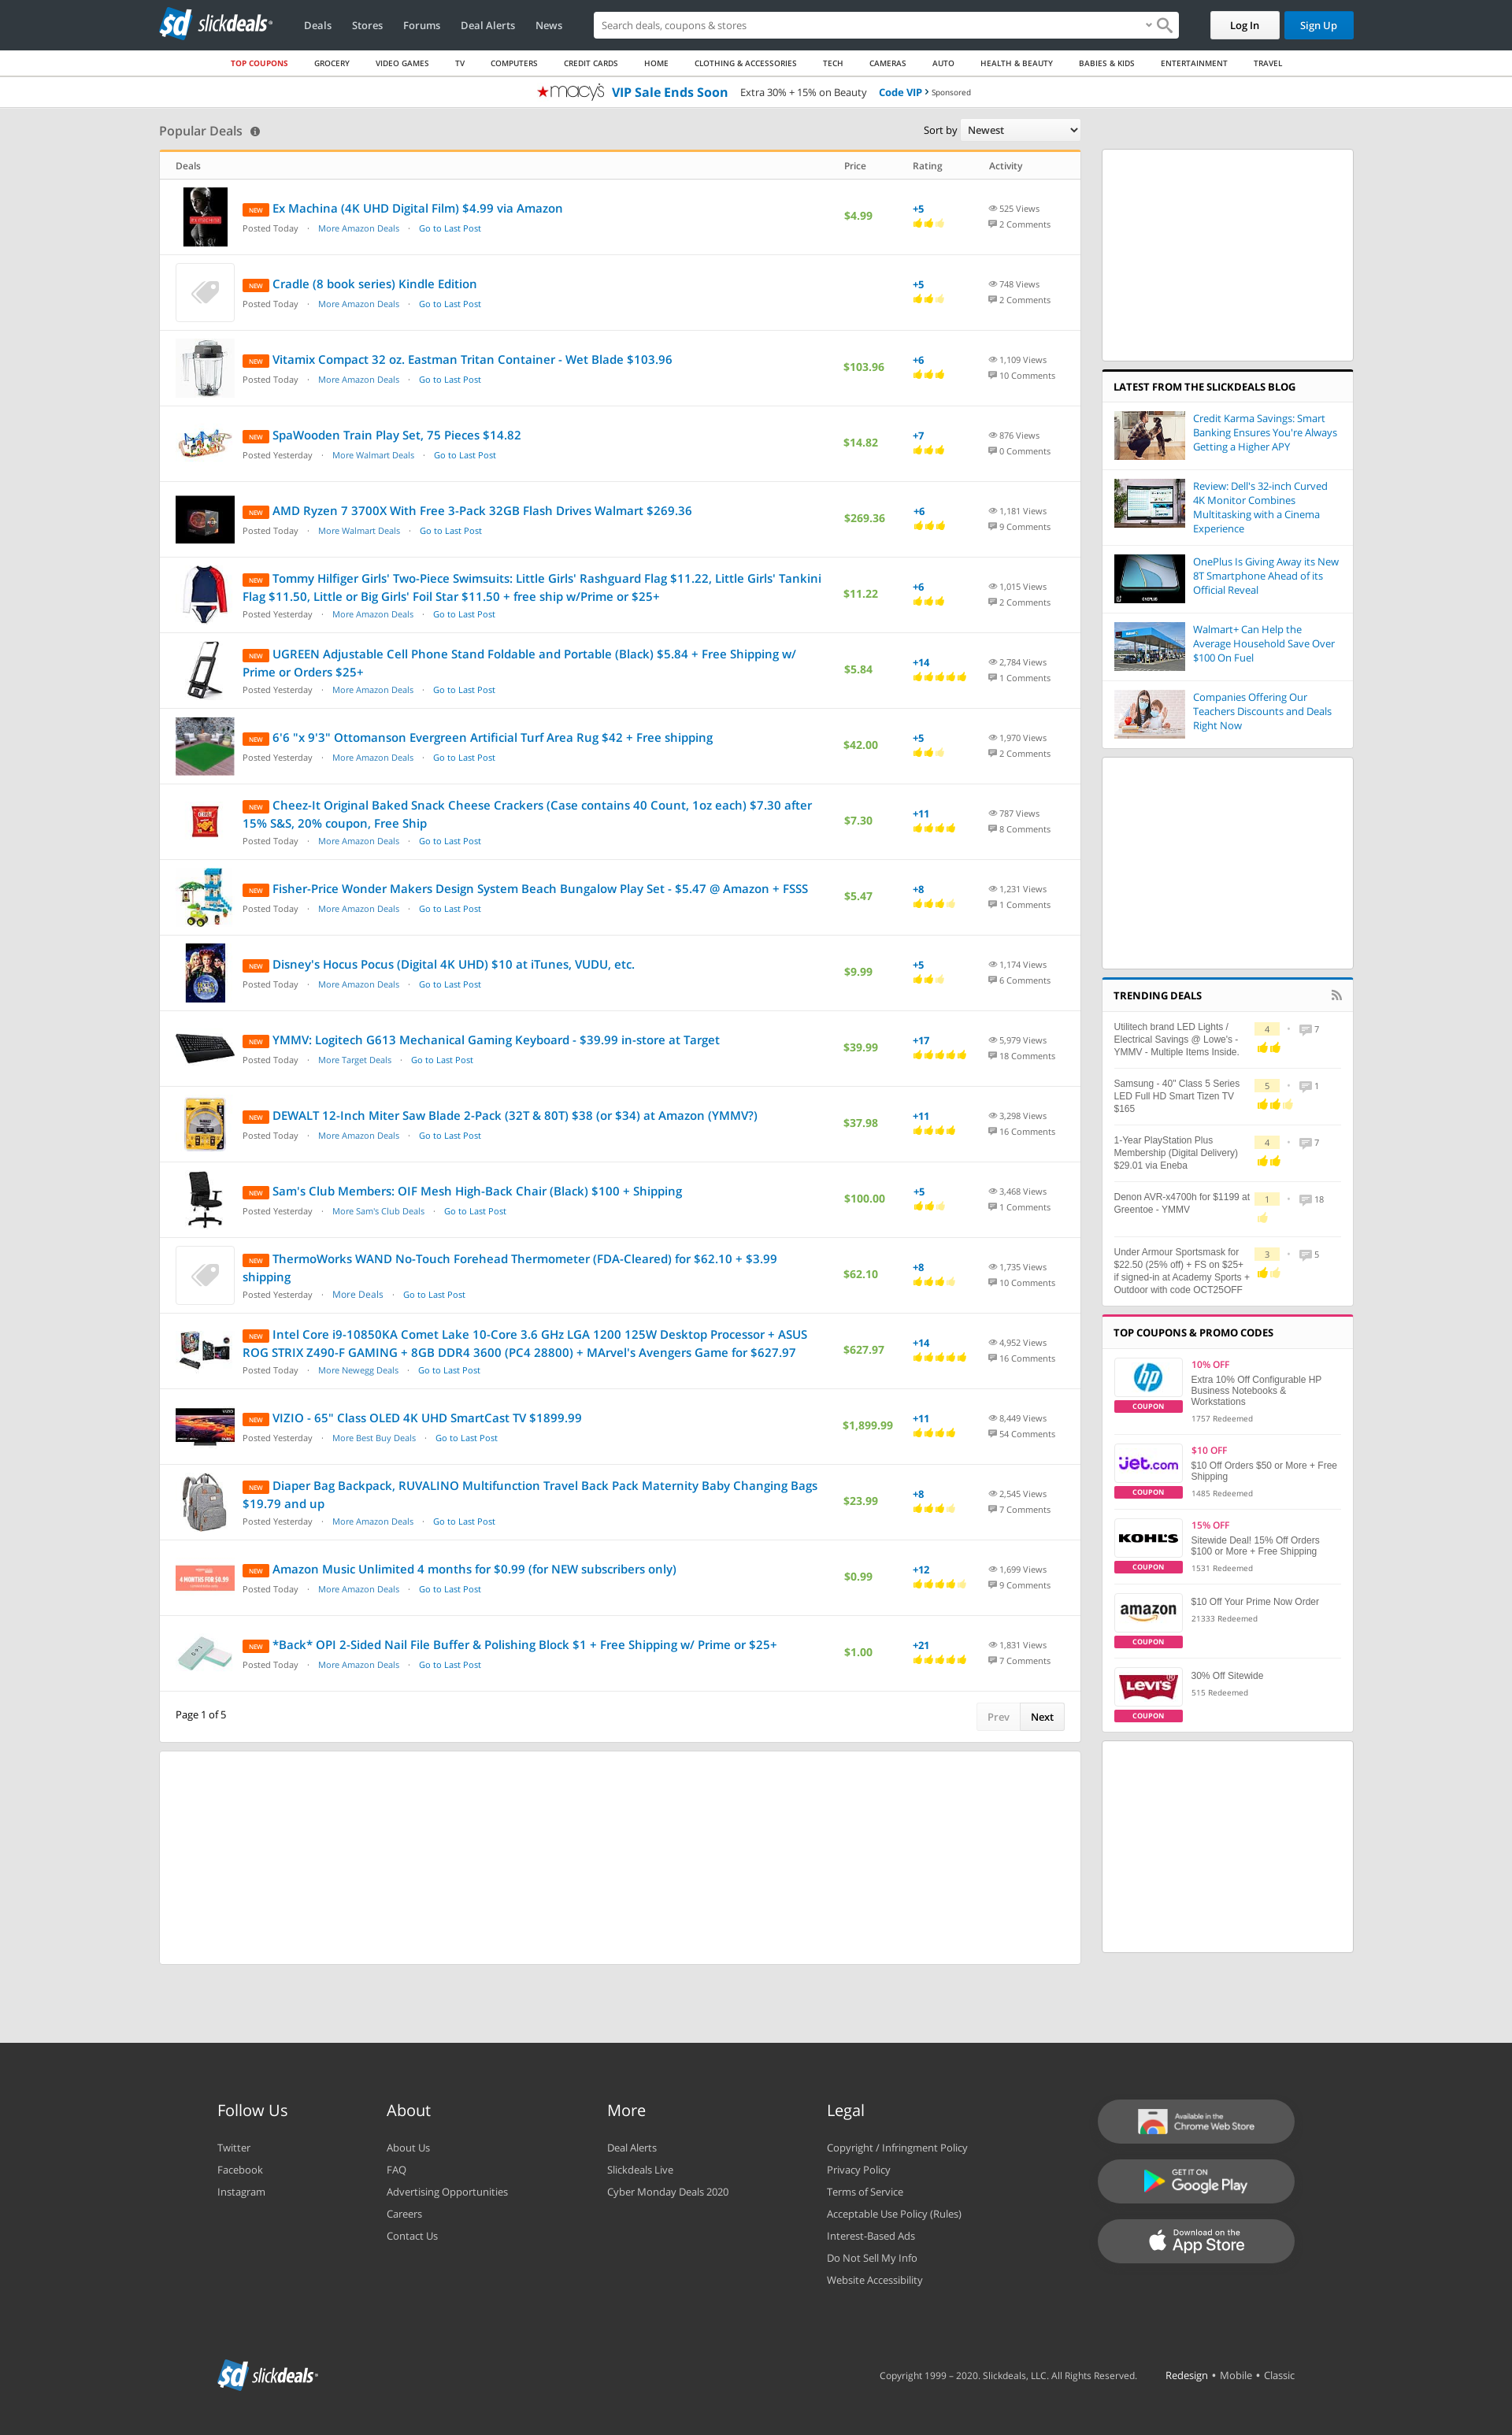 sd slickdeals
Deals Stores Forums Deal Alerts News
Search deals, coupons & stores
Log In Sign Up
TOP COUPONS GROCERY VIDEO GAMES TV COMPUTERS CREDIT CARDS HOME CLOTHING & ACCESSORIES TECH CAMERAS AUTO HEALTH & BEAUTY BABIES & KIDS ENTERTAINMENT TRAVEL
★macy's VIP Sale Ends Soon Extra 30% + 15% on Beauty Code VIP › Sponsored
Popular Deals
Sort by Newest
Deals Price Rating Activity
NEW Ex Machina (4K UHD Digital Film) $4.99 via Amazon
Posted Today · More Amazon Deals · Go to Last Post
$4.99
+5
525 Views
2 Comments
NEW Cradle (8 book series) Kindle Edition
Posted Today · More Amazon Deals · Go to Last Post
+5
748 Views
2 Comments
NEW Vitamix Compact 32 oz. Eastman Tritan Container - Wet Blade $103.96
Posted Today · More Amazon Deals · Go to Last Post
$103.96
+6
1,109 Views
10 Comments
NEW SpaWooden Train Play Set, 75 Pieces $14.82
Posted Yesterday · More Walmart Deals · Go to Last Post
$14.82
+7
876 Views
0 Comments
NEW AMD Ryzen 7 3700X With Free 3-Pack 32GB Flash Drives Walmart $269.36
Posted Today · More Walmart Deals · Go to Last Post
$269.36
+6
1,181 Views
9 Comments
NEW Tommy Hilfiger Girls' Two-Piece Swimsuits: Little Girls' Rashguard Flag $11.22, Little Girls' Tankini
Flag $11.50, Little or Big Girls' Foil Star $11.50 + free ship w/Prime or $25+
Posted Yesterday · More Amazon Deals · Go to Last Post
$11.22
+6
1,015 Views
2 Comments
NEW UGREEN Adjustable Cell Phone Stand Foldable and Portable (Black) $5.84 + Free Shipping w/
Prime or Orders $25+
Posted Yesterday · More Amazon Deals · Go to Last Post
$5.84
+14
2,784 Views
1 Comments
NEW 6'6 "x 9'3" Ottomanson Evergreen Artificial Turf Area Rug $42 + Free shipping
Posted Yesterday · More Amazon Deals · Go to Last Post
$42.00
+5
1,970 Views
2 Comments
NEW Cheez-It Original Baked Snack Cheese Crackers (Case contains 40 Count, 1oz each) $7.30 after
15% S&S, 20% coupon, Free Ship
Posted Today · More Amazon Deals · Go to Last Post
$7.30
+11
787 Views
8 Comments
NEW Fisher-Price Wonder Makers Design System Beach Bungalow Play Set - $5.47 @ Amazon + FSSS
Posted Today · More Amazon Deals · Go to Last Post
$5.47
+8
1,231 Views
1 Comments
NEW Disney's Hocus Pocus (Digital 4K UHD) $10 at iTunes, VUDU, etc.
Posted Today · More Amazon Deals · Go to Last Post
$9.99
+5
1,174 Views
6 Comments
NEW YMMV: Logitech G613 Mechanical Gaming Keyboard - $39.99 in-store at Target
Posted Today · More Target Deals · Go to Last Post
$39.99
+17
5,979 Views
18 Comments
NEW DEWALT 12-Inch Miter Saw Blade 2-Pack (32T & 80T) $38 (or $34) at Amazon (YMMV?)
Posted Today · More Amazon Deals · Go to Last Post
$37.98
+11
3,298 Views
16 Comments
NEW Sam's Club Members: OIF Mesh High-Back Chair (Black) $100 + Shipping
Posted Yesterday · More Sam's Club Deals · Go to Last Post
$100.00
+5
3,468 Views
1 Comments
NEW ThermoWorks WAND No-Touch Forehead Thermometer (FDA-Cleared) for $62.10 + $3.99
shipping
Posted Yesterday · More Deals · Go to Last Post
$62.10
+8
1,735 Views
10 Comments
NEW Intel Core i9-10850KA Comet Lake 10-Core 3.6 GHz LGA 1200 125W Desktop Processor + ASUS
ROG STRIX Z490-F GAMING + 8GB DDR4 3600 (PC4 28800) + MArvel's Avengers Game for $627.97
Posted Today · More Newegg Deals · Go to Last Post
$627.97
+14
4,952 Views
16 Comments
NEW VIZIO - 65" Class OLED 4K UHD SmartCast TV $1899.99
Posted Yesterday · More Best Buy Deals · Go to Last Post
$1,899.99
+11
8,449 Views
54 Comments
NEW Diaper Bag Backpack, RUVALINO Multifunction Travel Back Pack Maternity Baby Changing Bags
$19.79 and up
Posted Yesterday · More Amazon Deals · Go to Last Post
$23.99
+8
2,545 Views
7 Comments
4 MONTHS FOR $0.99
NEW Amazon Music Unlimited 4 months for $0.99 (for NEW subscribers only)
Posted Today · More Amazon Deals · Go to Last Post
$0.99
+12
1,699 Views
9 Comments
NEW *Back* OPI 2-Sided Nail File Buffer & Polishing Block $1 + Free Shipping w/ Prime or $25+
Posted Today · More Amazon Deals · Go to Last Post
$1.00
+21
1,831 Views
7 Comments
Page 1 of 5
Prev Next
LATEST FROM THE SLICKDEALS BLOG
Credit Karma Savings: Smart
Banking Ensures You're Always
Getting a Higher APY
Review: Dell's 32-inch Curved
4K Monitor Combines
Multitasking with a Cinema
Experience
OnePlus Is Giving Away its New
8T Smartphone Ahead of its
Official Reveal
Walmart+ Can Help the
Average Household Save Over
$100 On Fuel
Companies Offering Our
Teachers Discounts and Deals
Right Now
TRENDING DEALS
Utilitech brand LED Lights /
Electrical Savings @ Lowe's -
YMMV - Multiple Items Inside.
4 • 7
Samsung - 40" Class 5 Series
LED Full HD Smart Tizen TV
$165
5 • 1
1-Year PlayStation Plus
Membership (Digital Delivery)
$29.01 via Eneba
4 • 7
Denon AVR-x4700h for $1199 at
Greentoe - YMMV
1 • 18
Under Armour Sportsmask for
$22.50 (25% off) + FS on $25+
if signed-in at Academy Sports +
Outdoor with code OCT25OFF
3 • 5
TOP COUPONS & PROMO CODES
hp
COUPON
10% OFF
Extra 10% Off Configurable HP
Business Notebooks &
Workstations
1757 Redeemed
jet.com
COUPON
$10 OFF
$10 Off Orders $50 or More + Free
Shipping
1485 Redeemed
KOHL'S
COUPON
15% OFF
Sitewide Deal! 15% Off Orders
$100 or More + Free Shipping
1531 Redeemed
amazon
COUPON
$10 Off Your Prime Now Order
21333 Redeemed
LEVI'S
COUPON
30% Off Sitewide
515 Redeemed
Follow Us
Twitter
Facebook
Instagram
About
About Us
FAQ
Advertising Opportunities
Careers
Contact Us
More
Deal Alerts
Slickdeals Live
Cyber Monday Deals 2020
Legal
Copyright / Infringment Policy
Privacy Policy
Terms of Service
Acceptable Use Policy (Rules)
Interest-Based Ads
Do Not Sell My Info
Website Accessibility
Available in the
Chrome Web Store
GET IT ON
Google Play
Download on the
App Store
sd slickdeals
Copyright 1999 – 2020. Slickdeals, LLC. All Rights Reserved.
Redesign • Mobile • Classic